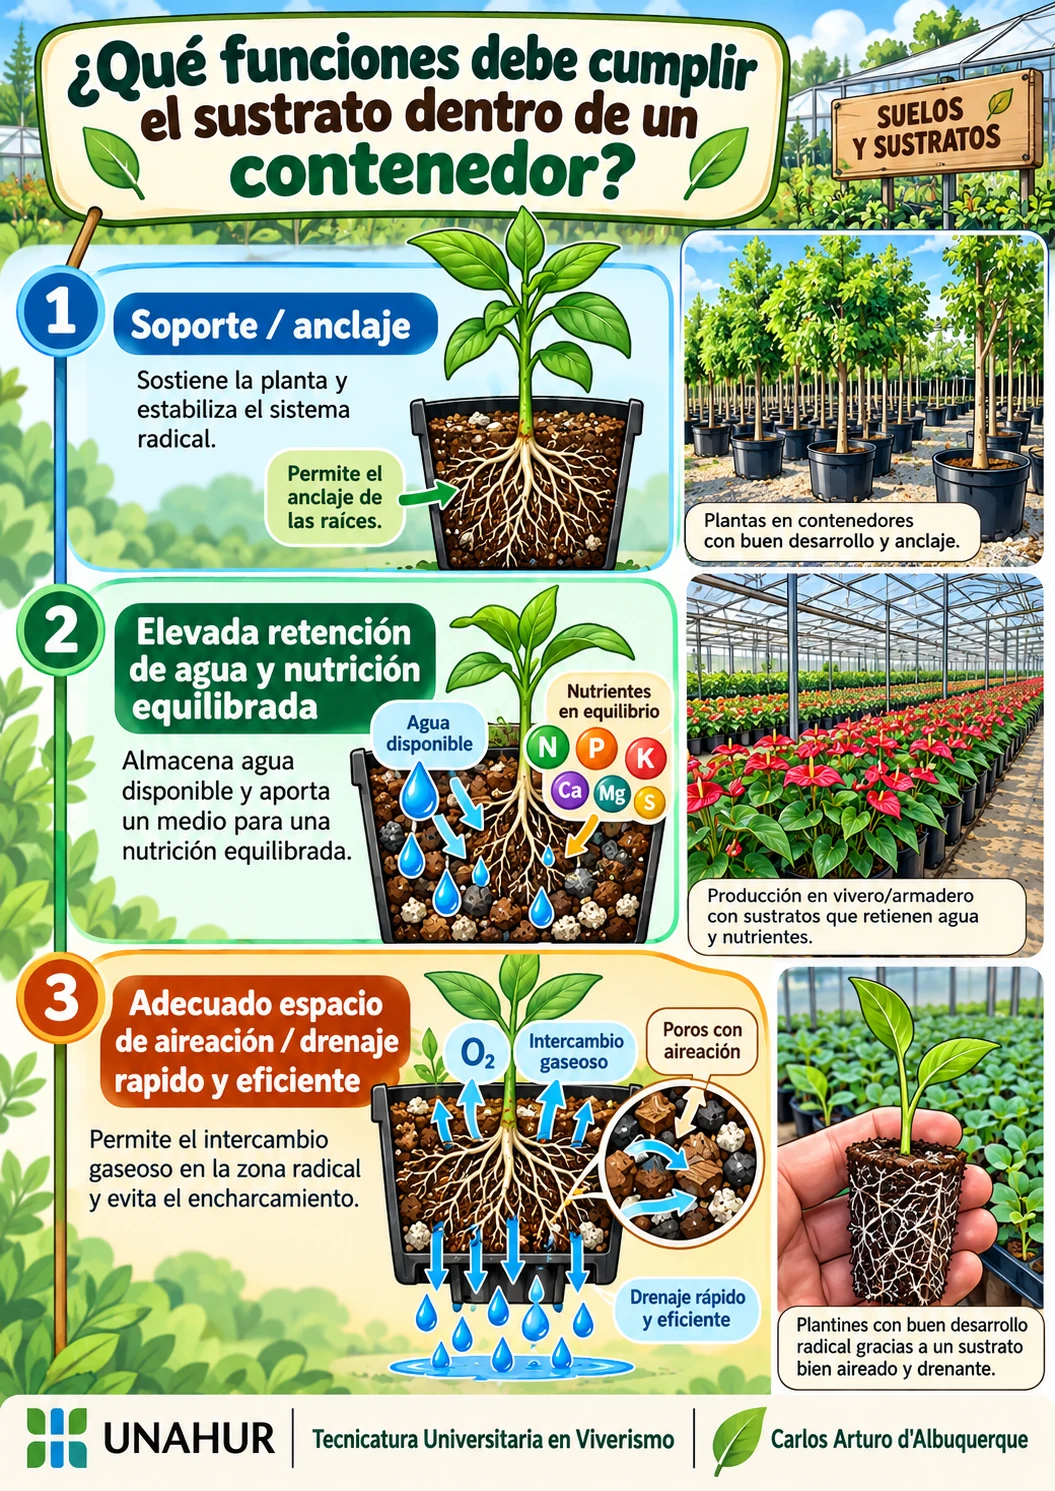 ¿Qué funciones debe cumplir
el sustrato dentro de un
contenedor?
SUELOS
Y SUSTRATOS
1
Soporte / anclaje
Sostiene la planta y
estabiliza el sistema
radical.
Permite el
anclaje de
las raíces.
Plantas en contenedores
con buen desarrollo y anclaje.
2
Elevada retención
de agua y nutrición
equilibrada
Almacena agua
disponible y aporta
un medio para una
nutrición equilibrada.
Agua
disponible
Nutrientes
en equilibrio
N P K
Ca Mg S
Producción en vivero/armadero
con sustratos que retienen agua
y nutrientes.
3
Adecuado espacio
de aireación / drenaje
rapido y eficiente
Permite el intercambio
gaseoso en la zona radical
y evita el encharcamiento.
O₂
Intercambio
gaseoso
Poros con
aireación
Drenaje rápido
y eficiente
Plantines con buen desarrollo
radical gracias a un sustrato
bien aireado y drenante.
UNAHUR
Tecnicatura Universitaria en Viverismo
Carlos Arturo d'Albuquerque